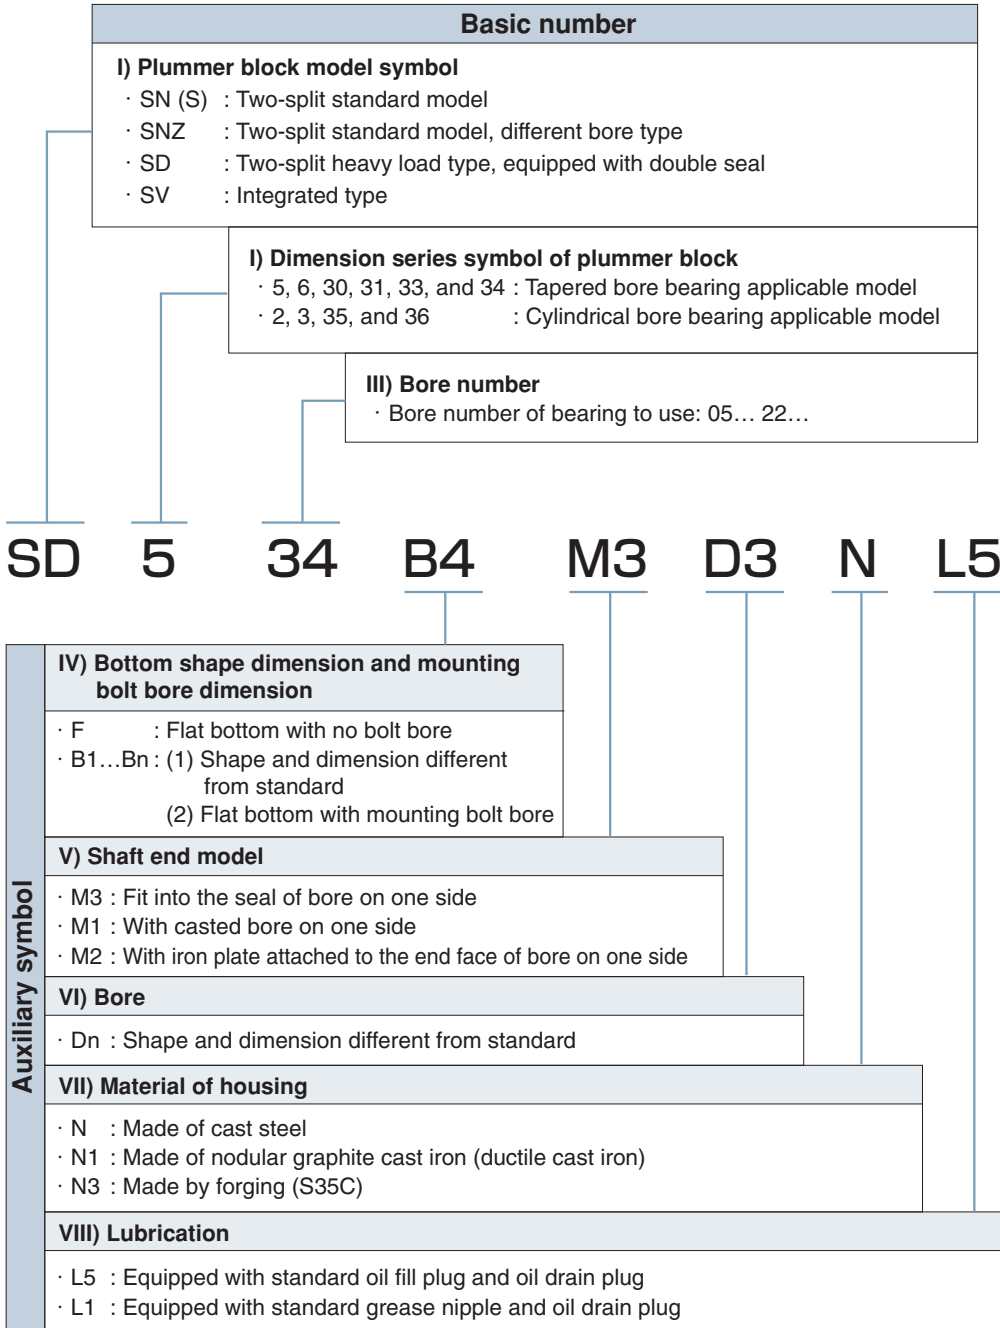 Basic number
I) Plummer block model symbol
· SN (S) : Two-split standard model
· SNZ : Two-split standard model, different bore type
· SD : Two-split heavy load type, equipped with double seal
· SV : Integrated type
I) Dimension series symbol of plummer block
· 5, 6, 30, 31, 33, and 34 : Tapered bore bearing applicable model
· 2, 3, 35, and 36 : Cylindrical bore bearing applicable model
III) Bore number
· Bore number of bearing to use: 05… 22…
SD 5 34 B4 M3 D3 N L5
Auxiliary symbol
IV) Bottom shape dimension and mounting
bolt bore dimension
· F : Flat bottom with no bolt bore
· B1…Bn : (1) Shape and dimension different
from standard
(2) Flat bottom with mounting bolt bore
V) Shaft end model
· M3 : Fit into the seal of bore on one side
· M1 : With casted bore on one side
· M2 : With iron plate attached to the end face of bore on one side
VI) Bore
· Dn : Shape and dimension different from standard
VII) Material of housing
· N : Made of cast steel
· N1 : Made of nodular graphite cast iron (ductile cast iron)
· N3 : Made by forging (S35C)
VIII) Lubrication
· L5 : Equipped with standard oil fill plug and oil drain plug
· L1 : Equipped with standard grease nipple and oil drain plug